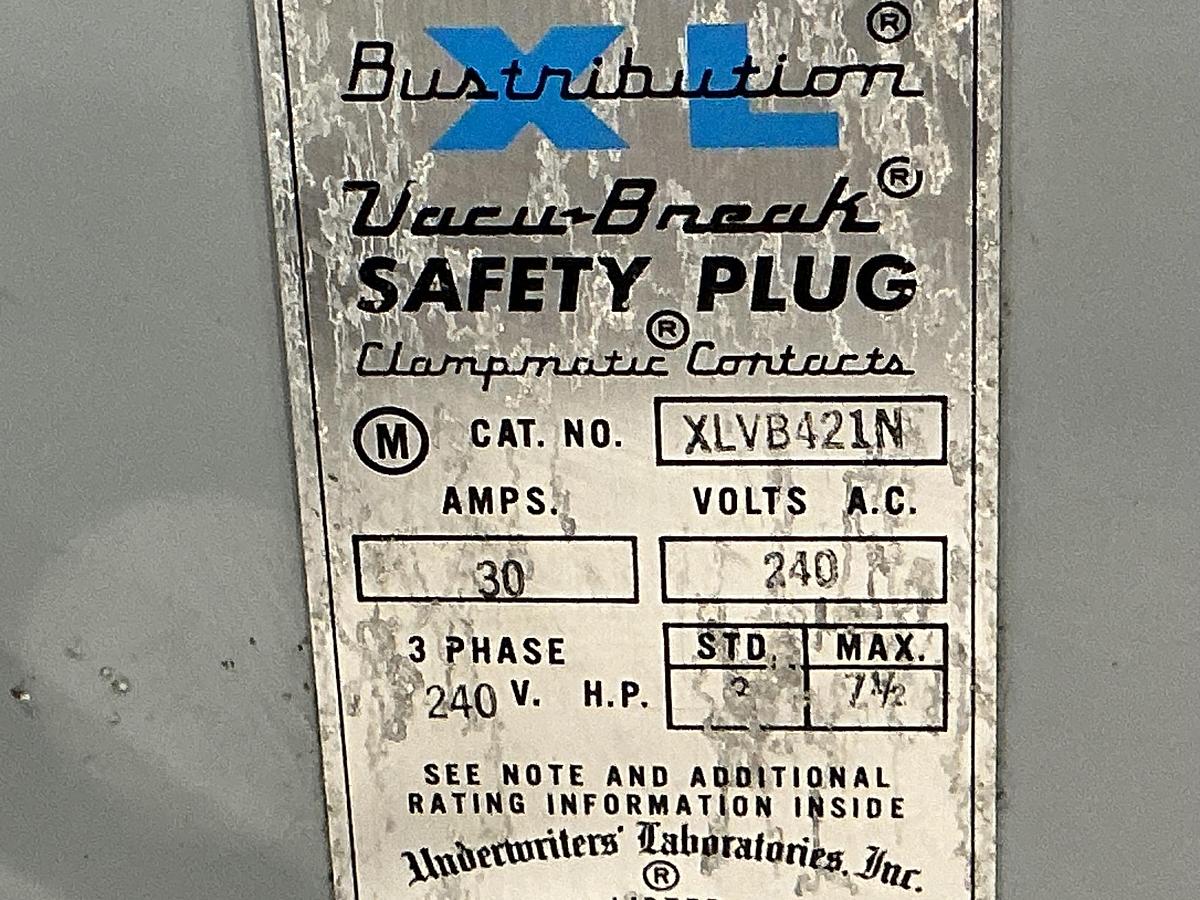 XL ®
Bustribution
Vacu-Break ®
SAFETY PLUG
Clampmatic ® Contacts
M CAT. NO. XLVB421N
AMPS. VOLTS A.C.
30 240
3 PHASE STD. MAX.
240 V. H.P. 7½
SEE NOTE AND ADDITIONAL
RATING INFORMATION INSIDE
Underwriters' Laboratories, Inc.
®